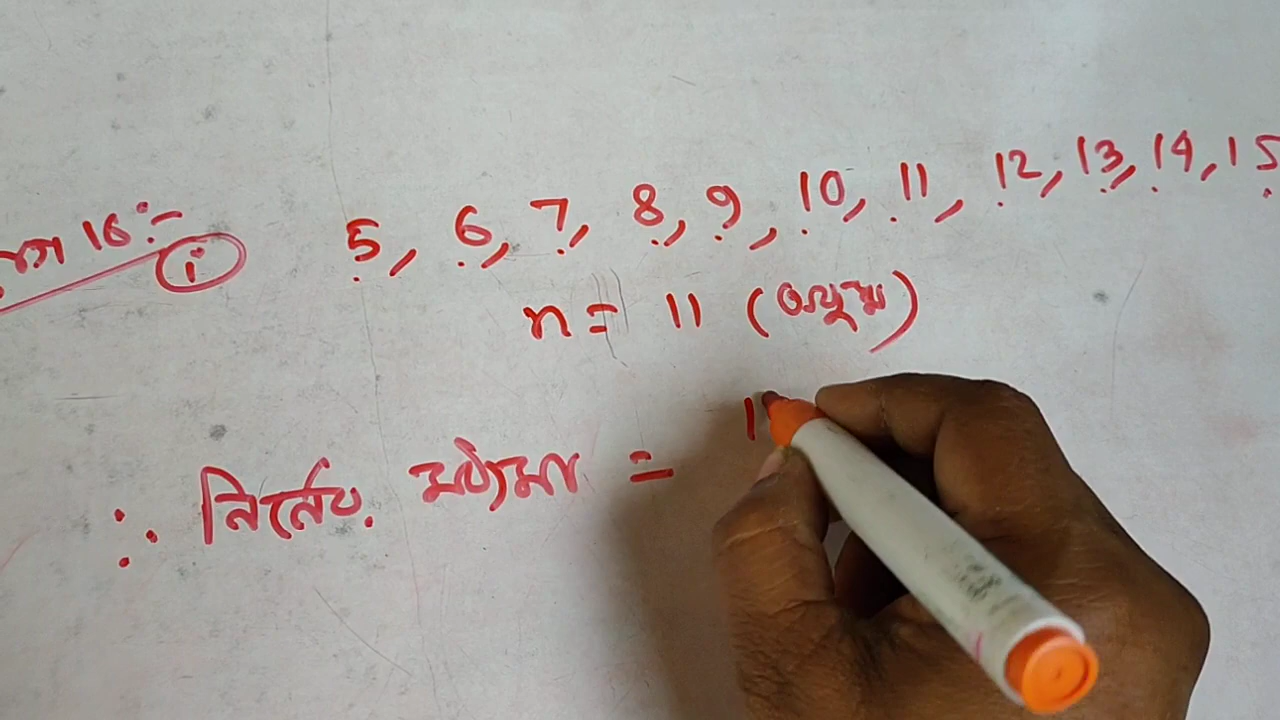 16:-
i
5, 6, 7, 8, 9, 10, 11, 12, 13, 14, 15
n = 11 (অযুগ্ম)
∴ নির্নেয় মধ্যমা = 1